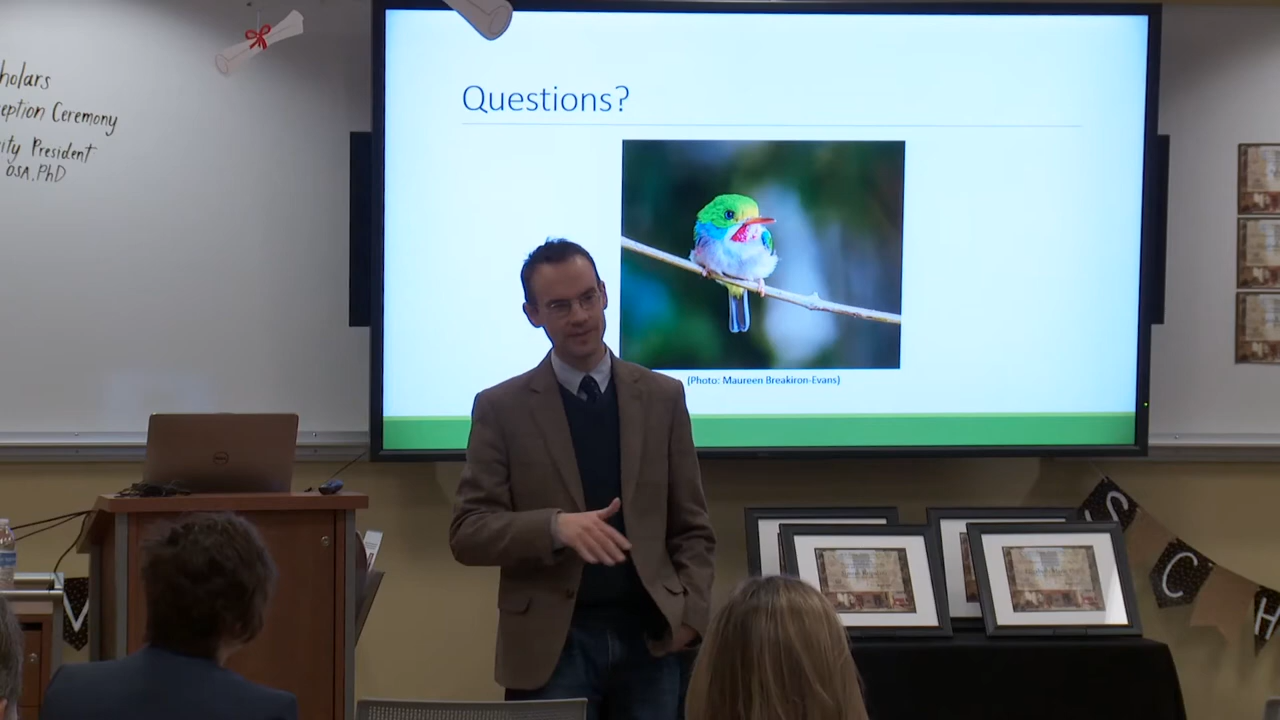 holars
eption Ceremony
ity President
OSA, PhD
Questions?
(Photo: Maureen Breakiron-Evans)
DELL
V
S
C
H